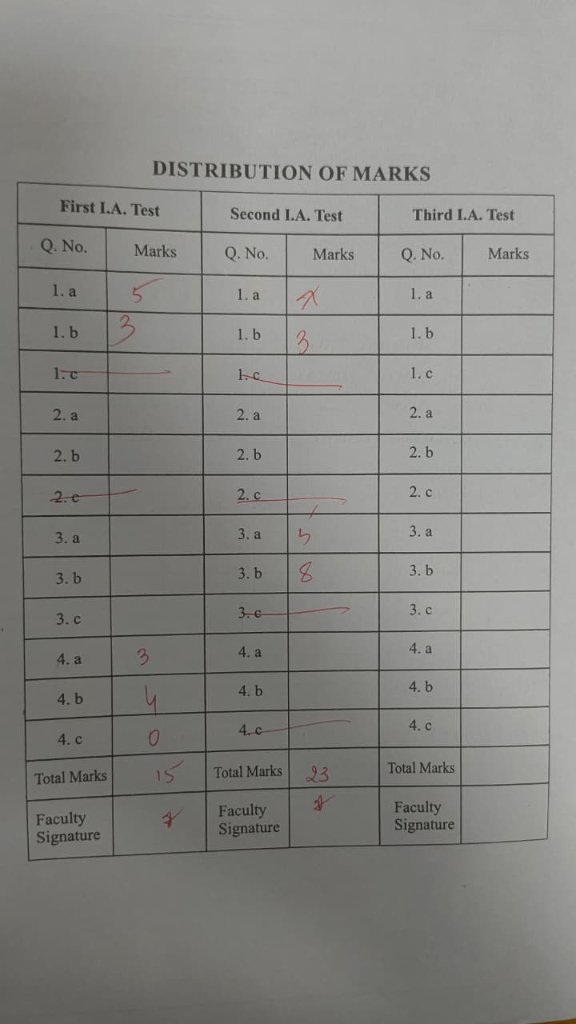 DISTRIBUTION OF MARKS
First I.A. Test Second I.A. Test Third I.A. Test
Q. No. Marks Q. No. Marks Q. No. Marks
1. a 5 1. a 1. a
1. b 3 1. b 3 1. b
1. c 1. c 1. c
2. a 2. a 2. a
2. b 2. b 2. b
2. c 2. c 2. c
3. a 3. a 5 3. a
3. b 3. b 8 3. b
3. c 3. c 3. c
4. a 3 4. a 4. a
4. b 4 4. b 4. b
4. c 0 4. c 4. c
Total Marks 15 Total Marks 23 Total Marks
Faculty Signature Faculty Signature Faculty Signature